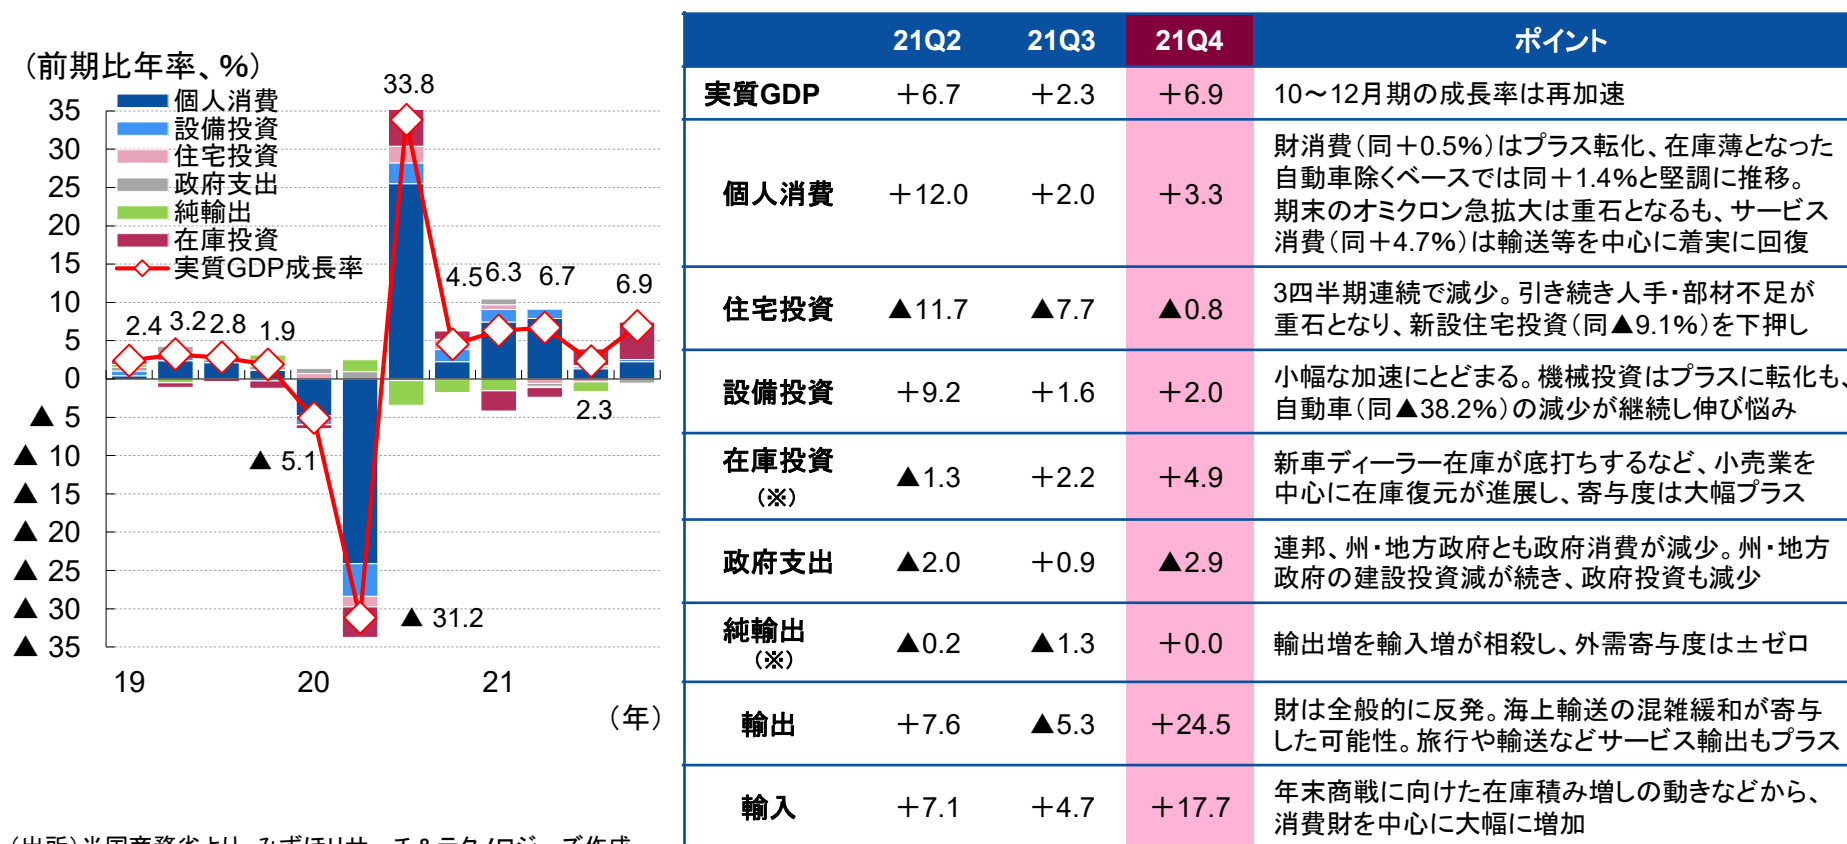 （前期比年率、％）
33.8
35
30
25
20
15
10
5
0
▲ 5
▲ 10
▲ 15
▲ 20
▲ 25
▲ 30
▲ 35
個人消費
設備投資
住宅投資
政府支出
純輸出
在庫投資
実質GDP成長率
2.4
3.2
2.8
1.9
▲ 5.1
▲ 31.2
4.5
6.3
6.7
2.3
6.9
19
20
21
（年）
21Q2 21Q3 21Q4 ポイント
実質GDP ＋6.7 ＋2.3 ＋6.9 10～12月期の成長率は再加速
個人消費 ＋12.0 ＋2.0 ＋3.3
財消費（同＋0.5％）はプラス転化、在庫薄となった
自動車除くベースでは同＋1.4％と堅調に推移。
期末のオミクロン急拡大は重石となるも、サービス
消費（同＋4.7％）は輸送等を中心に着実に回復
住宅投資 ▲11.7 ▲7.7 ▲0.8
3四半期連続で減少。引き続き人手・部材不足が
重石となり、新設住宅投資（同▲9.1％）を下押し
設備投資 ＋9.2 ＋1.6 ＋2.0
小幅な加速にとどまる。機械投資はプラスに転化も、
自動車（同▲38.2％）の減少が継続し伸び悩み
在庫投資
（※）
▲1.3 ＋2.2 ＋4.9
新車ディーラー在庫が底打ちするなど、小売業を
中心に在庫復元が進展し、寄与度は大幅プラス
政府支出 ▲2.0 ＋0.9 ▲2.9
連邦、州・地方政府とも政府消費が減少。州・地方
政府の建設投資減が続き、政府投資も減少
純輸出
（※）
▲0.2 ▲1.3 ＋0.0 輸出増を輸入増が相殺し、外需寄与度は±ゼロ
輸出 ＋7.6 ▲5.3 ＋24.5
財は全般的に反発。海上輸送の混雑緩和が寄与
した可能性。旅行や輸送などサービス輸出もプラス
輸入 ＋7.1 ＋4.7 ＋17.7
年末商戦に向けた在庫積み増しの動きなどから、
消費財を中心に大幅に増加
（出所）米国商務省より、みずほリサーチ＆テクノロジーズ作成